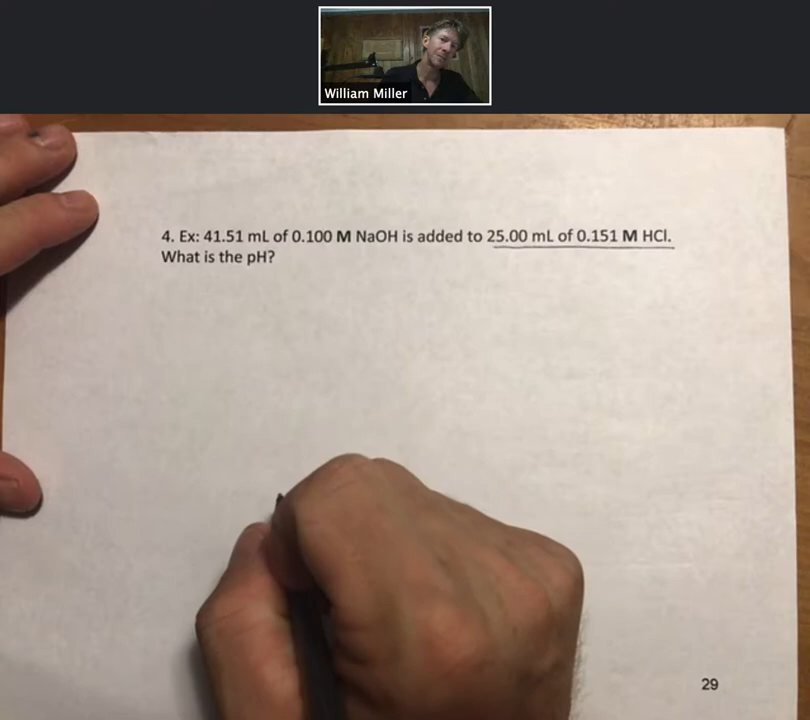 William Miller
4. Ex: 41.51 mL of 0.100 M NaOH is added to 25.00 mL of 0.151 M HCl.
What is the pH?
29